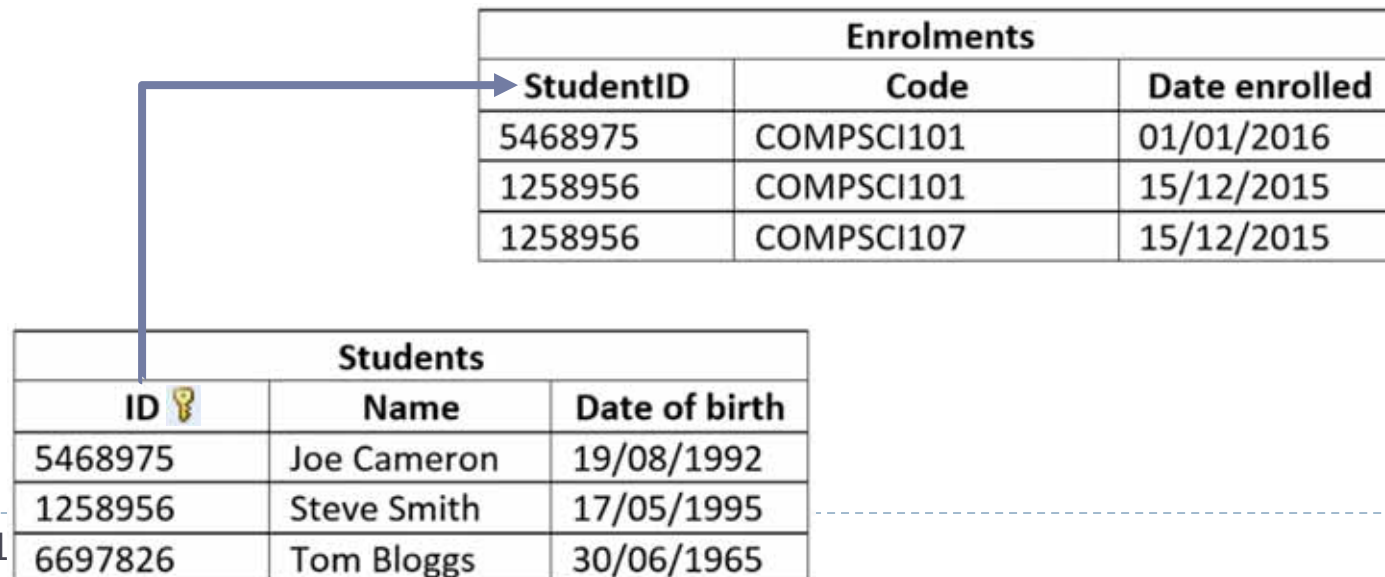 Enrolments
StudentID Code Date enrolled
5468975 COMPSCI101 01/01/2016
1258956 COMPSCI101 15/12/2015
1258956 COMPSCI107 15/12/2015
Students
ID Name Date of birth
5468975 Joe Cameron 19/08/1992
1258956 Steve Smith 17/05/1995
6697826 Tom Bloggs 30/06/1965